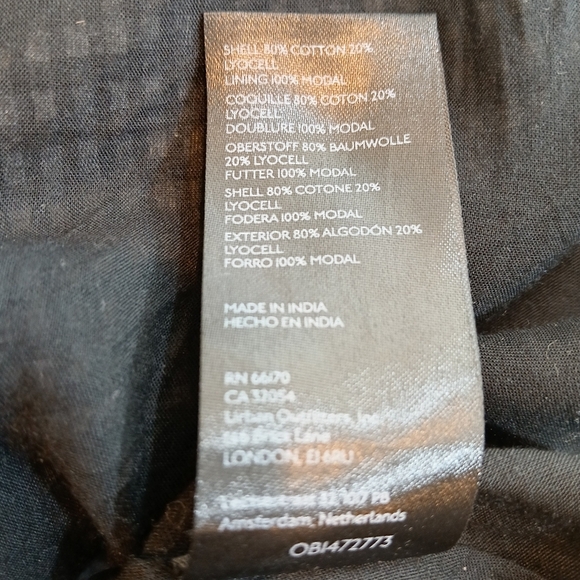 SHELL 80% COTTON 20%
LYOCELL
LINING 100% MODAL
COQUILLE 80% COTON 20%
LYOCELL
DOUBLURE 100% MODAL
OBERSTOFF 80% BAUMWOLLE
20% LYOCELL
FUTTER 100% MODAL
SHELL 80% COTONE 20%
LYOCELL
FODERA 100% MODAL
EXTERIOR 80% ALGODÓN 20%
LYOCELL
FORRO 100% MODAL
MADE IN INDIA
HECHO EN INDIA
RN 66170
CA 32054
Urban Outfitters, Inc
Brick Lane
LONDON, E1 6RU
Amsterdam, Netherlands
OB1472773